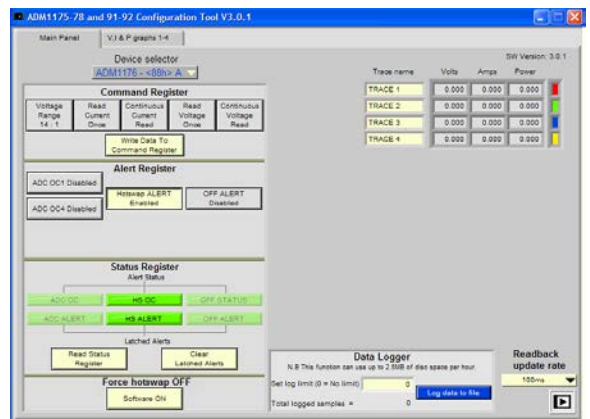 ADM1175-78 and 91-92 Configuration Tool V3.0.1
Main Panel
V,I & P graphs 1-4
Device selector
ADM1176 - <88h> A
SW Version: 3.0.1
Trace name Volts Amps Power
TRACE 1 0.000 0.000 0.000
TRACE 2 0.000 0.000 0.000
TRACE 3 0.000 0.000 0.000
TRACE 4 0.000 0.000 0.000
Command Register
Voltage Range 14 : 1
Read Current Once
Continuous Current Read
Read Voltage Once
Continuous Voltage Read
Write Data To Command Register
Alert Register
ADC OC1 Disabled
ADC OC4 Disabled
Hotswap ALERT Enabled
OFF ALERT Disabled
Status Register
Alert Status
ADC OC
HS OC
OFF STATUS
ADC ALERT
HS ALERT
OFF ALERT
Latched Alerts
Read Status Register
Clear Latched Alerts
Force hotswap OFF
Software ON
Data Logger
N.B This function can use up to 2.5MB of disc space per hour.
Set log limit (0 = No limit) 0
Log data to file
Total logged samples = 0
Readback update rate
100ms